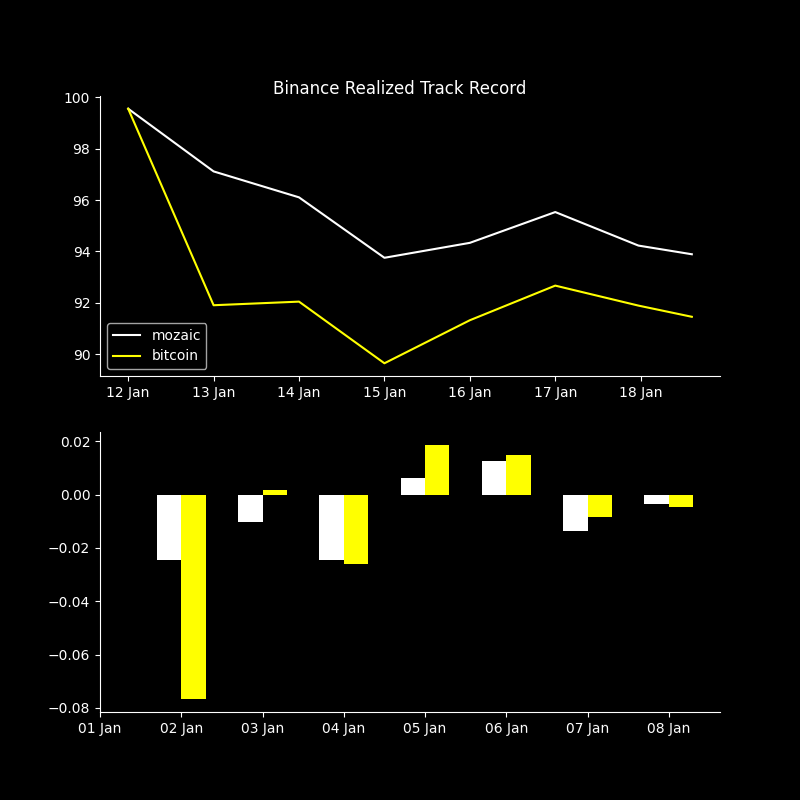 Binance Realized Track Record
100
98
96
94
92
90
mozaic
bitcoin
12 Jan 13 Jan 14 Jan 15 Jan 16 Jan 17 Jan 18 Jan
0.02
0.00
−0.02
−0.04
−0.06
−0.08
01 Jan 02 Jan 03 Jan 04 Jan 05 Jan 06 Jan 07 Jan 08 Jan